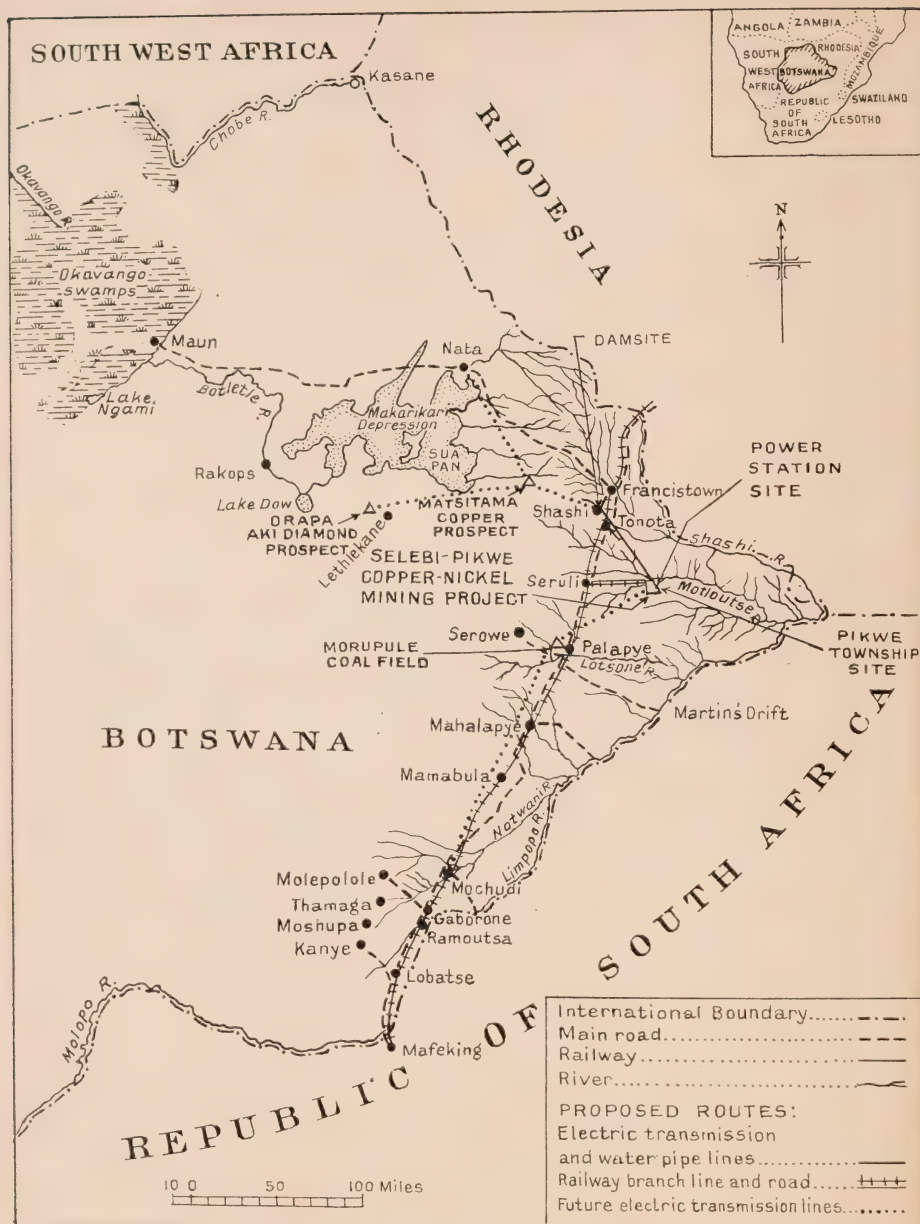 SOUTH WEST AFRICA
Kasane
Chobe R.
RHODESIA
ANGOLA
ZAMBIA
SOUTH
WEST
AFRICA
RHODESIA
BOTSWANA
MOZAMBIQUE
REPUBLIC
OF
SOUTH
AFRICA
SWAZILAND
LESOTHO
N
Okavango R.
Okavango
swamps
Maun
Lake
Ngami
Botletle R.
Nata
DAMSITE
Makarikari
Depression
SUA
PAN
Rakops
Lake Dow
ORAPA
AKI DIAMOND
PROSPECT
Lethlekane
MATSITAMA
COPPER
PROSPECT
POWER
STATION
SITE
Francistown
Shashi
Tonota
Shashi R.
SELEBI-PIKWE
COPPER-NICKEL
MINING PROJECT
Seruli
Motloutse R.
Serowe
MORUPULE
COAL FIELD
Palapye
Lotsone R.
PIKWE
TOWNSHIP
SITE
Martin's Drift
BOTSWANA
Mahalapye
Mamabula
Notwani R.
Limpopo R.
Molepolole
Mochudi
Thamaga
Moshupa
Gaborone
Ramoutsa
Kanye
Lobatse
Molopo R.
Mafeking
REPUBLIC OF SOUTH AFRICA
10 0 100 Miles
International Boundary
Main road
Railway
River
PROPOSED ROUTES:
Electric transmission
and water pipe lines
Railway branch line and road
Future electric transmission lines